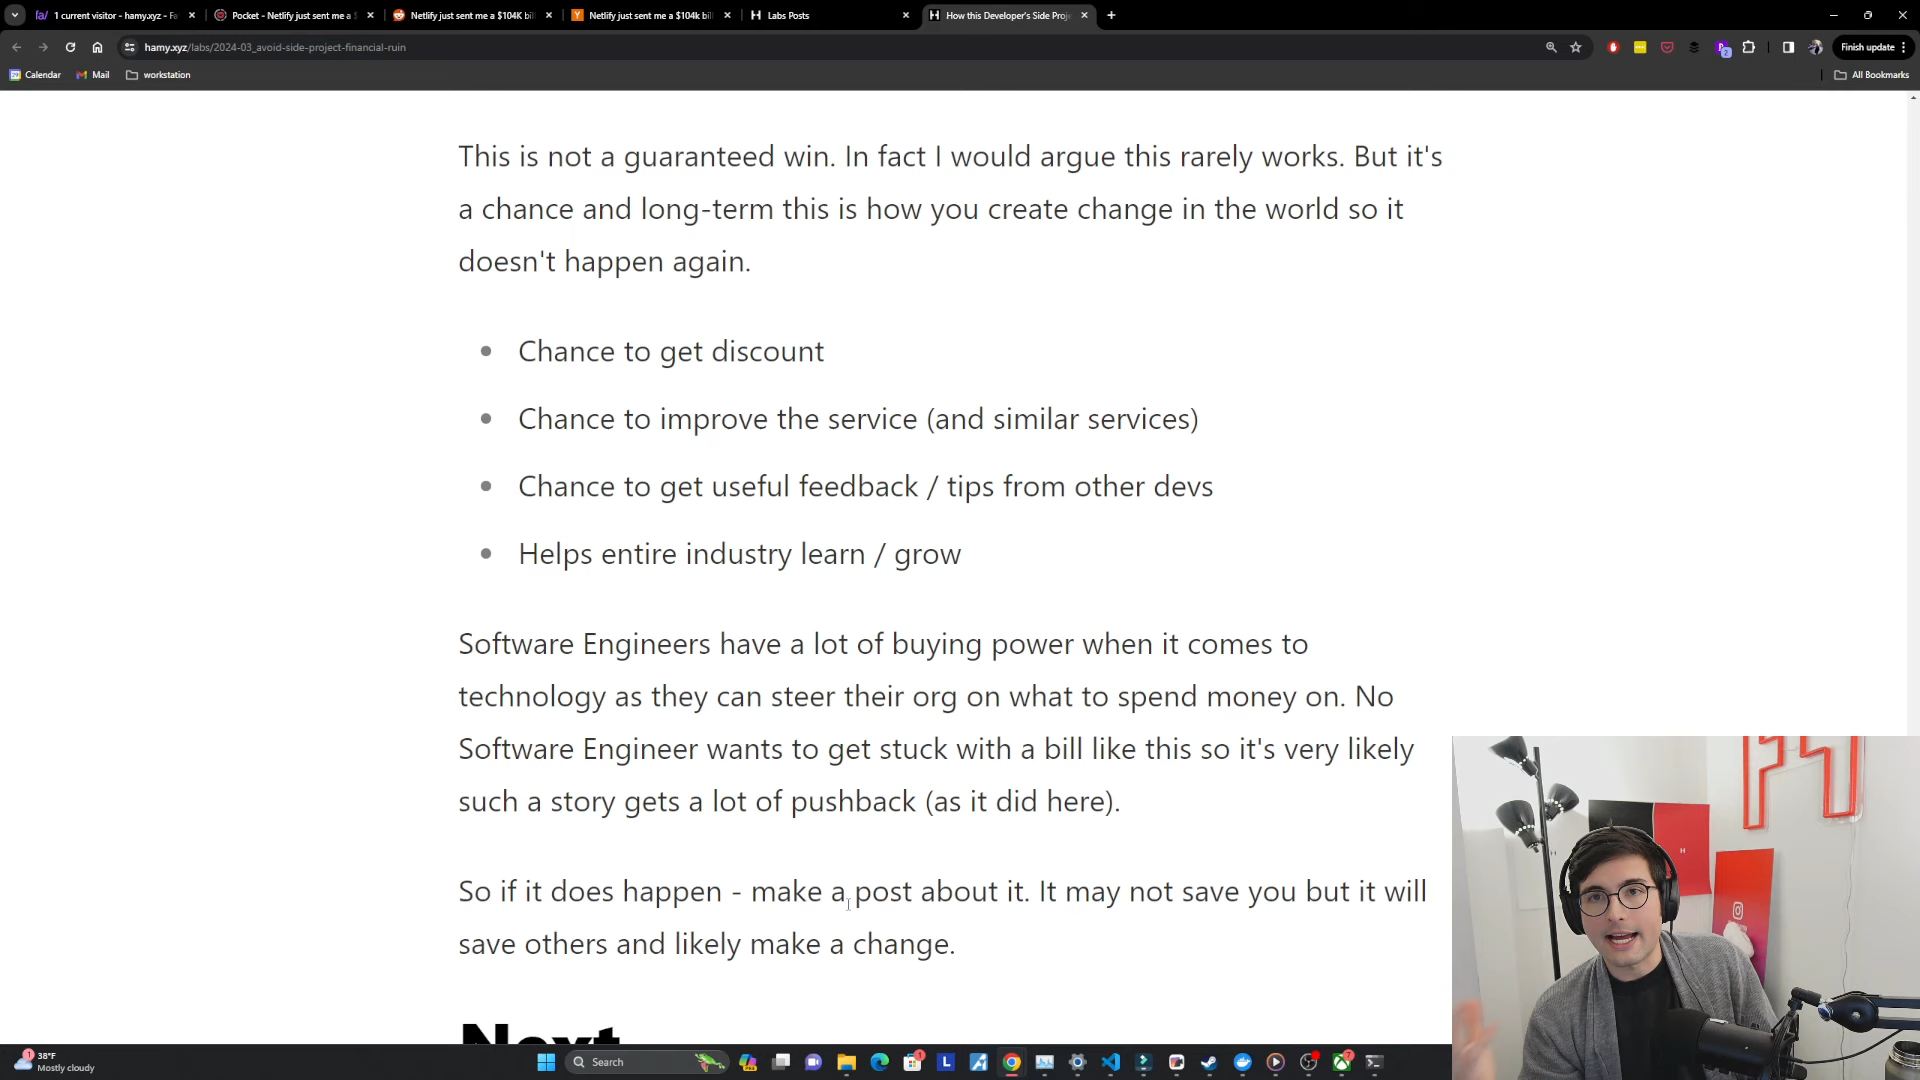 1 current visitor - hamy.xyz - Fa
Pocket - Netlify just sent me a $
Netlify just sent me a $104K bil
Netlify just sent me a $104k bil
Labs Posts
How this Developer's Side Proje
hamy.xyz/labs/2024-03_avoid-side-project-financial-ruin
Finish update
Calendar
Mail
workstation
All Bookmarks
This is not a guaranteed win. In fact I would argue this rarely works. But it's
a chance and long-term this is how you create change in the world so it
doesn't happen again.
Chance to get discount
Chance to improve the service (and similar services)
Chance to get useful feedback / tips from other devs
Helps entire industry learn / grow
Software Engineers have a lot of buying power when it comes to
technology as they can steer their org on what to spend money on. No
Software Engineer wants to get stuck with a bill like this so it's very likely
such a story gets a lot of pushback (as it did here).
So if it does happen - make a post about it. It may not save you but it will
save others and likely make a change.
Next
38°F
Mostly cloudy
Search